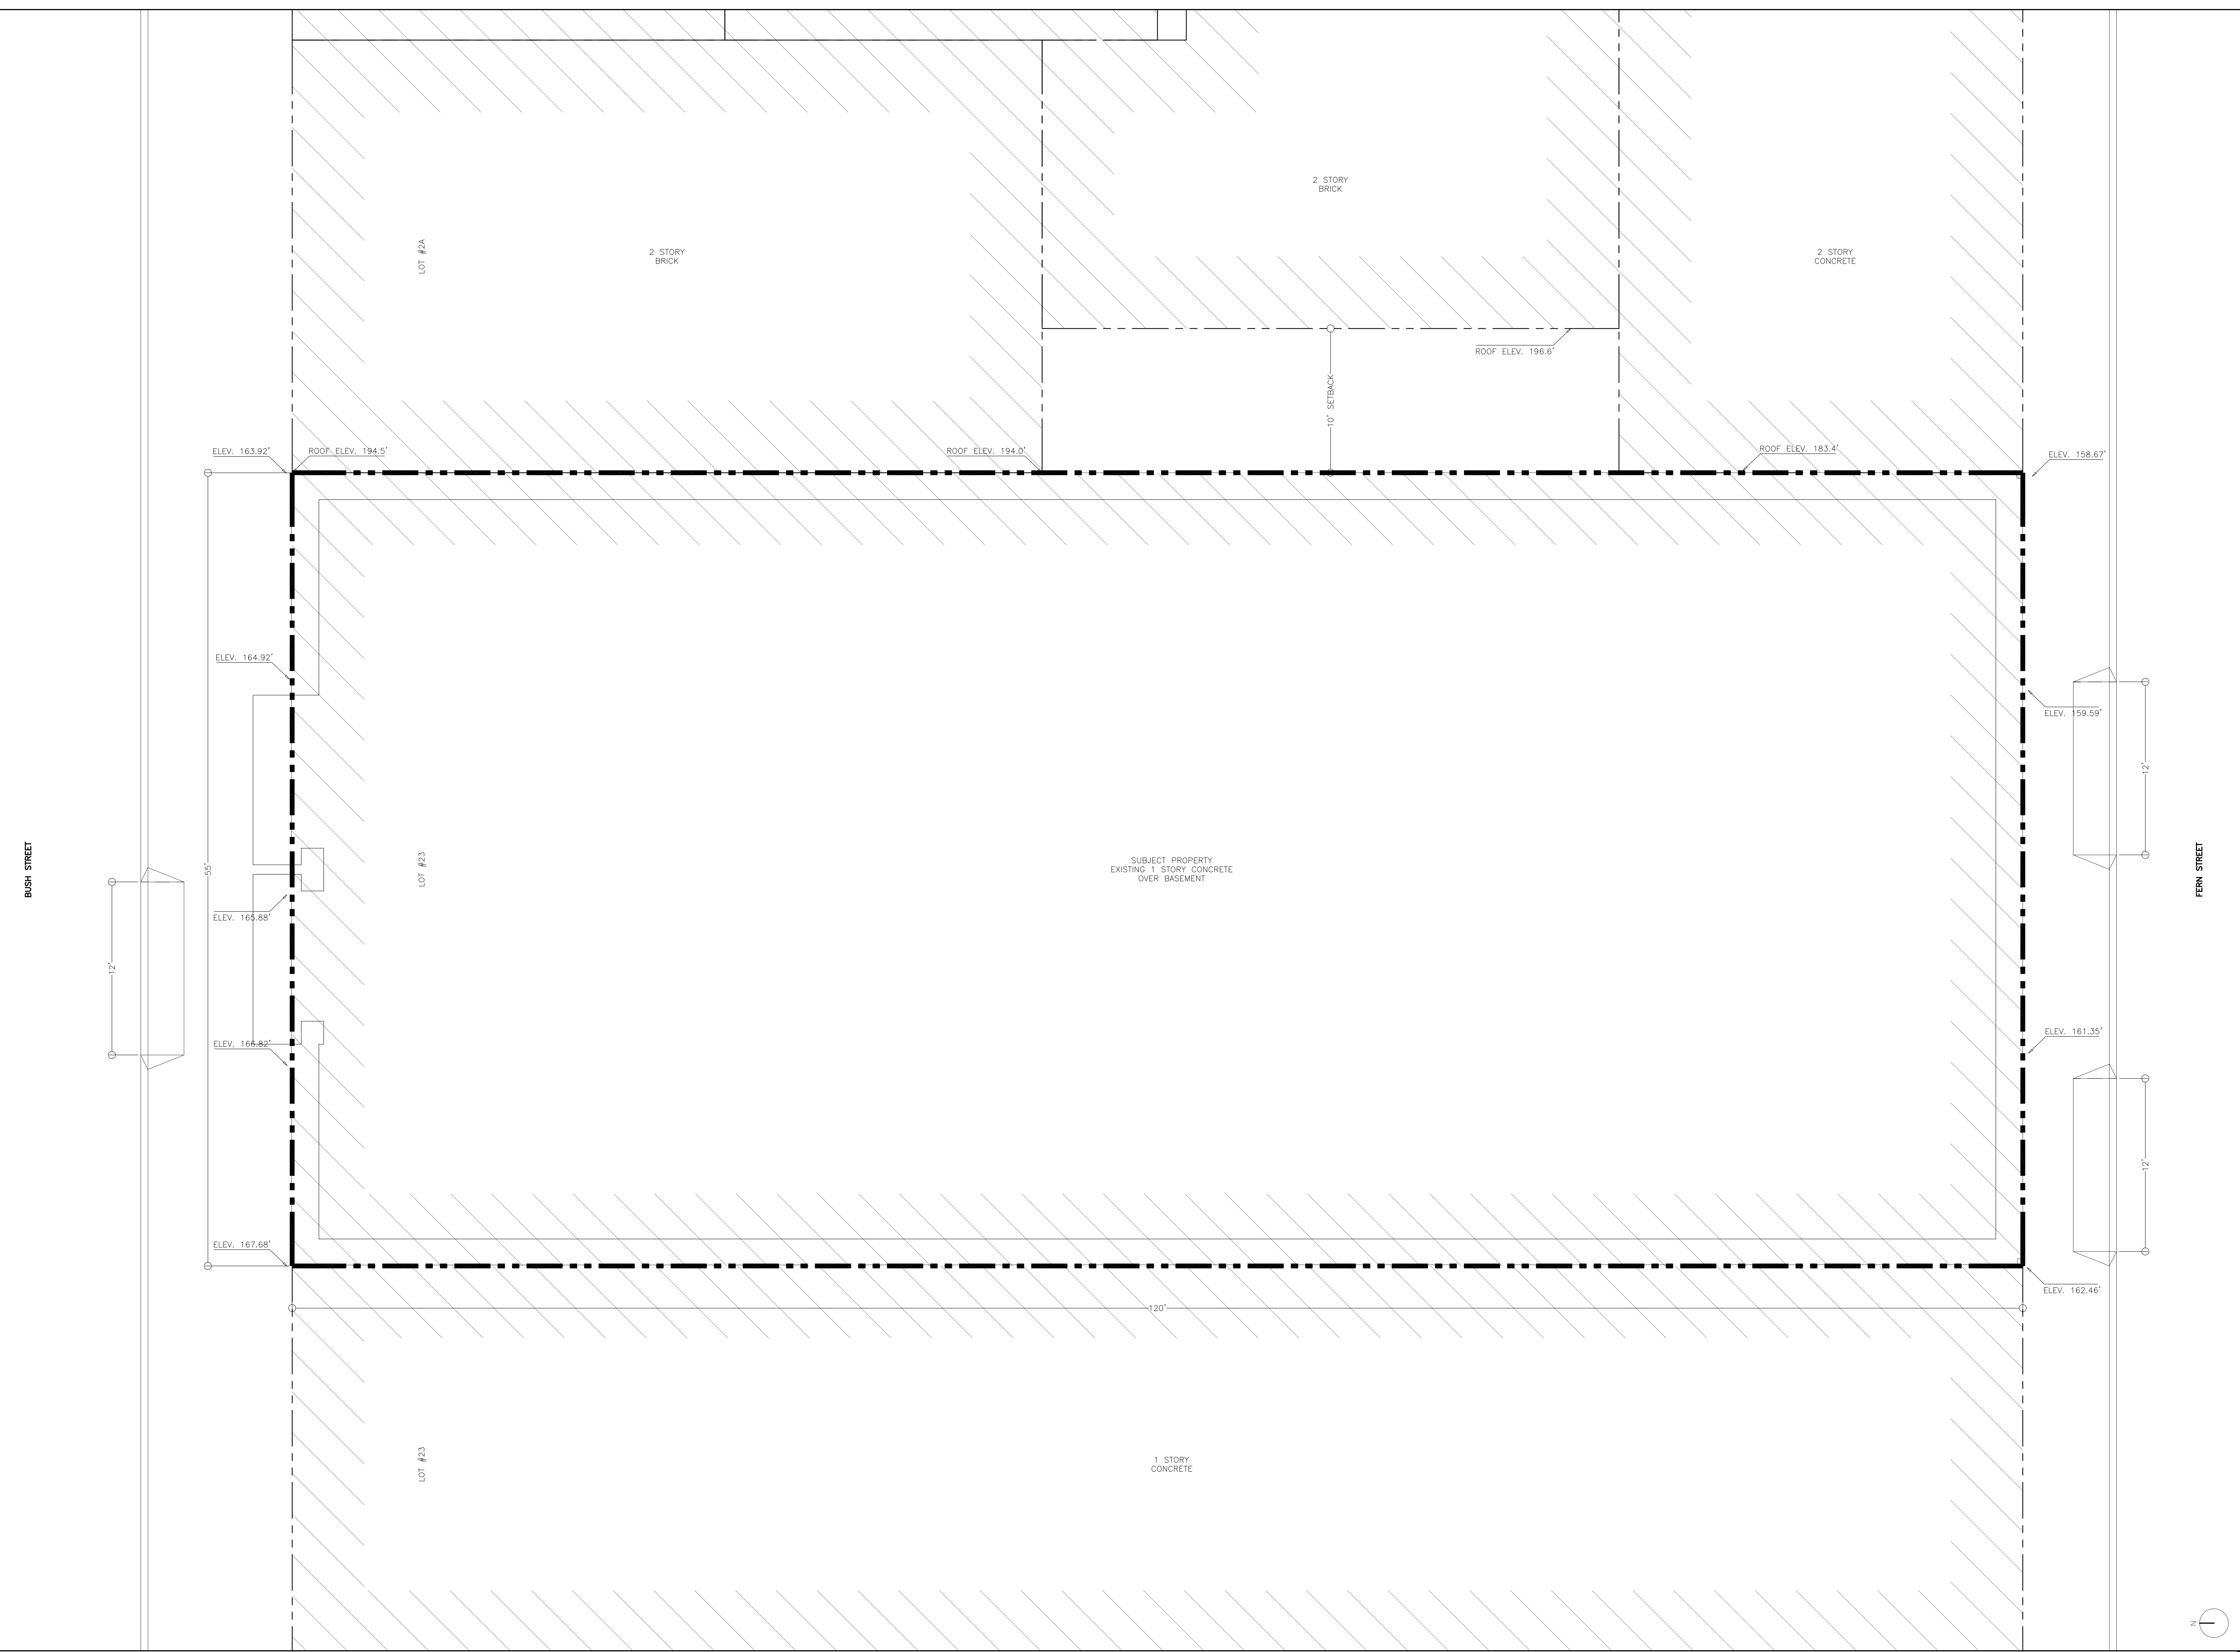 2 STORY
BRICK
LOT #2A
2 STORY
BRICK
2 STORY
CONCRETE
ROOF ELEV. 196.6'
10' SETBACK
ELEV. 163.92'
ROOF ELEV. 194.5'
ROOF ELEV. 194.0'
ROOF ELEV. 183.4'
ELEV. 158.67'
ELEV. 164.92'
ELEV. 159.59'
12'
BUSH STREET
55'
LOT #23
SUBJECT PROPERTY
EXISTING 1 STORY CONCRETE
OVER BASEMENT
FERN STREET
ELEV. 165.88'
12'
ELEV. 166.82'
ELEV. 161.35'
12'
ELEV. 167.68'
ELEV. 162.46'
120'
LOT #23
1 STORY
CONCRETE
N